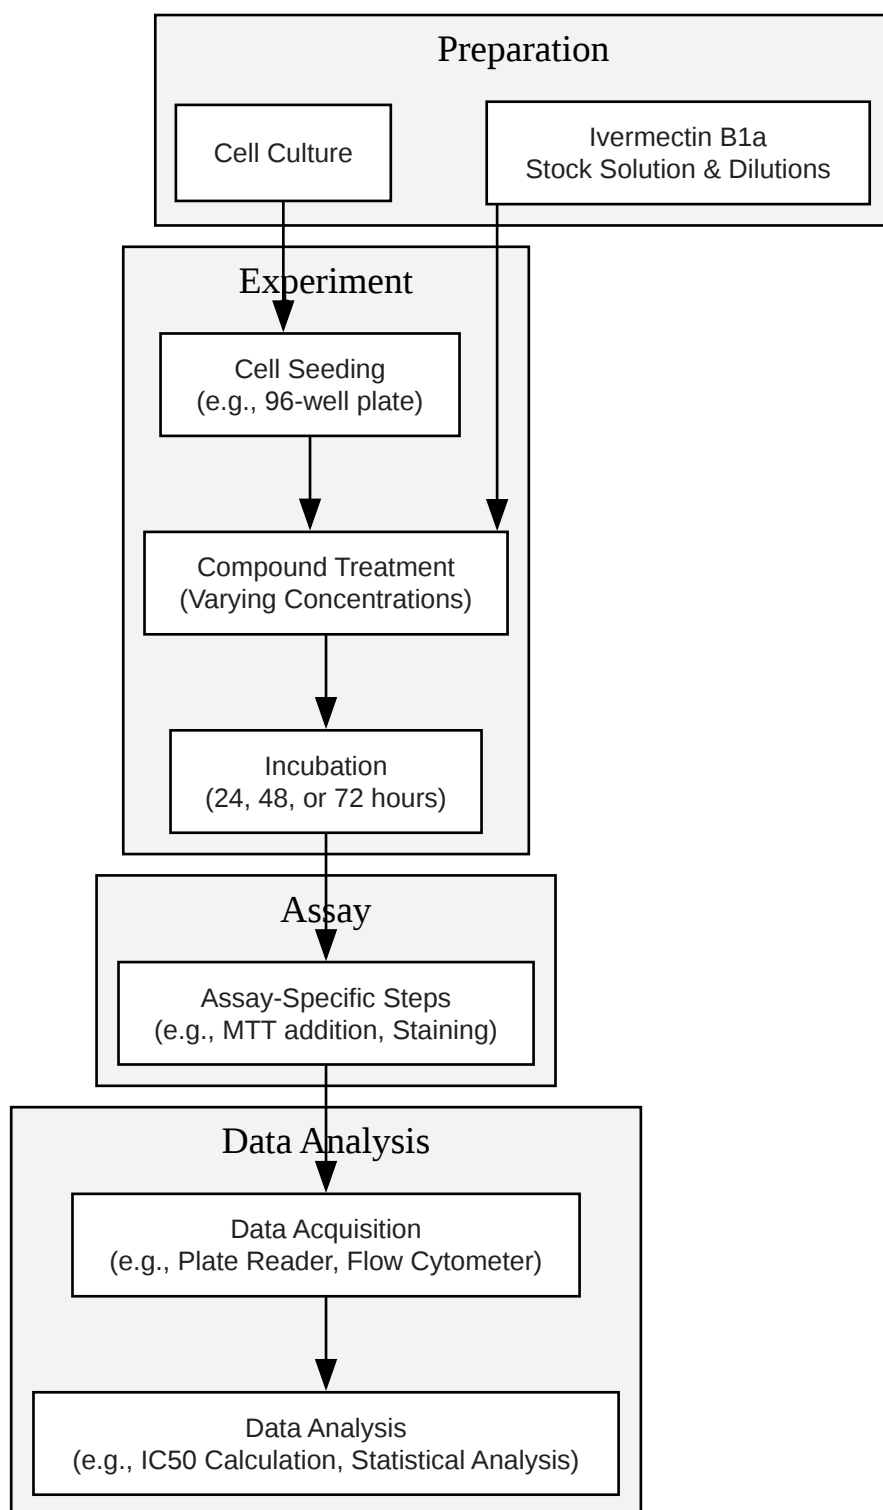 Preparation
Cell Culture
Ivermectin B1a
Stock Solution & Dilutions
Experiment
Cell Seeding
(e.g., 96-well plate)
Compound Treatment
(Varying Concentrations)
Incubation
(24, 48, or 72 hours)
Assay
Assay-Specific Steps
(e.g., MTT addition, Staining)
Data Analysis
Data Acquisition
(e.g., Plate Reader, Flow Cytometer)
Data Analysis
(e.g., IC50 Calculation, Statistical Analysis)